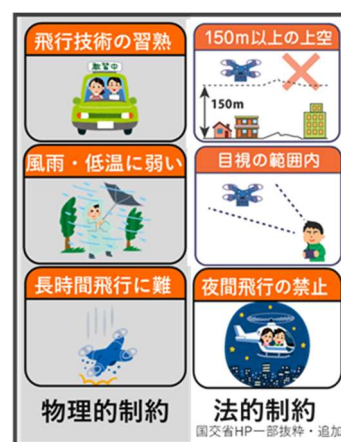 飛行技術の習熟
教習中
風雨・低温に弱い
長時間飛行に難
物理的制約
150m以上の上空
150m
目視の範囲内
夜間飛行の禁止
法的制約
国交省HP一部抜粋・追加